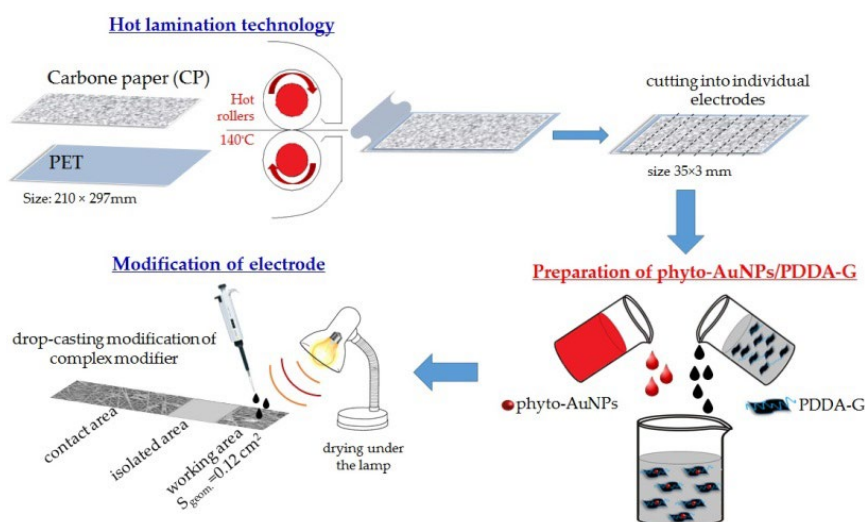 Hot lamination technology
Carbone paper (CP)
PET
Size: 210 × 297mm
Hot
rollers
140°C
cutting into individual
electrodes
size 35×3 mm
Preparation of phyto-AuNPs/PDDA-G
phyto-AuNPs
PDDA-G
Modification of electrode
drop-casting modification of
complex modifier
contact area
isolated area
working area
S geom. =0.12 cm²
drying under
the lamp